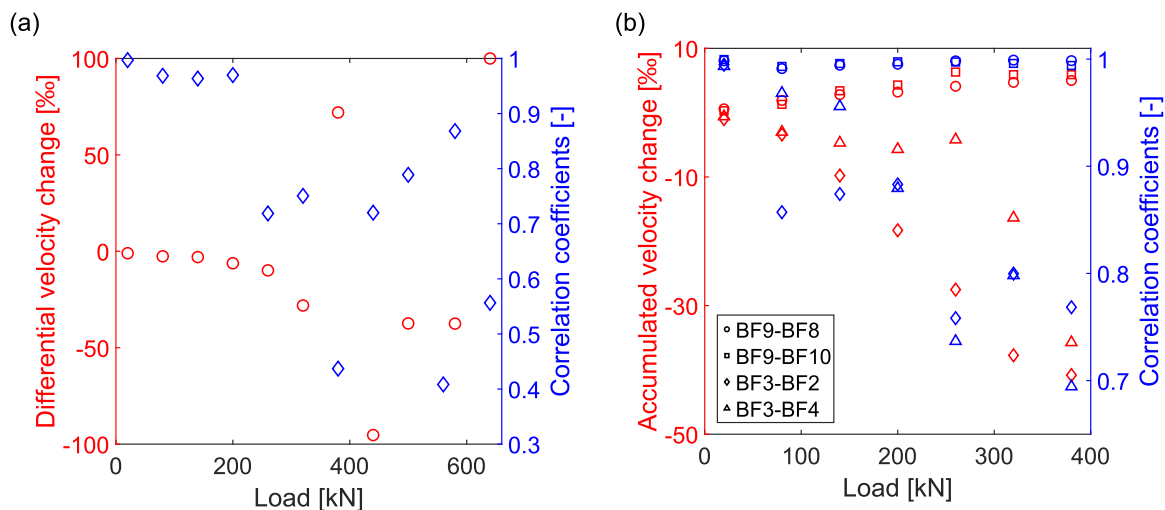 (a)
100
50
0
-50
-100
Differential velocity change [‰]
1
0.9
0.8
0.7
0.6
0.5
0.4
0.3
Correlation coefficients [-]
0 200 400 600
Load [kN]
(b)
10
-10
-30
-50
Accumulated velocity change [‰]
BF9-BF8
BF9-BF10
BF3-BF2
BF3-BF4
1
0.9
0.8
0.7
Correlation coefficients [-]
0 100 200 300 400
Load [kN]